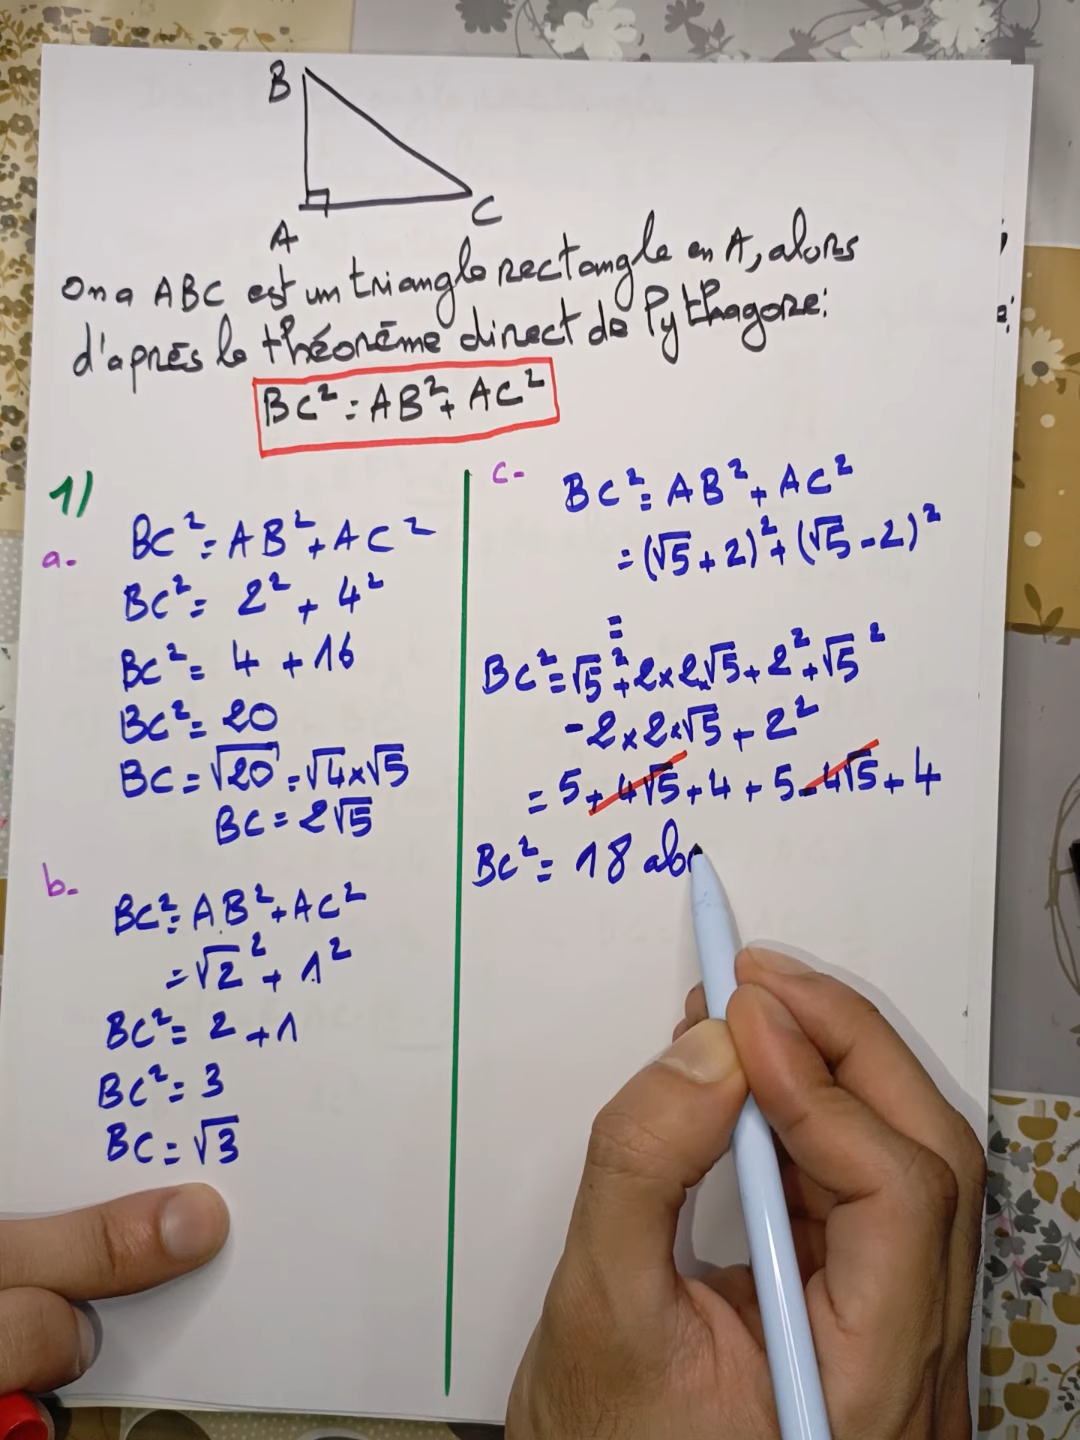 B
A
C
On a ABC est un triangle rectangle en A, alors
d'après le théorème direct de Pythagore:
BC² = AB² + AC²
1)
a-
BC² = AB² + AC²
BC² = 2² + 4²
BC² = 4 + 16
BC² = 20
BC = √20 = √4 × √5
BC = 2√5
b-
BC² = AB² + AC²
= √2² + 1²
BC² = 2 + 1
BC² = 3
BC = √3
c-
BC² = AB² + AC²
= (√5 + 2)² + (√5 - 2)²
=
BC² = √5² + 2 × 2 × √5 + 2² + √5²
- 2 × 2 × √5 + 2²
= 5 + 4√5 + 4 + 5 - 4√5 + 4
BC² = 18 alo